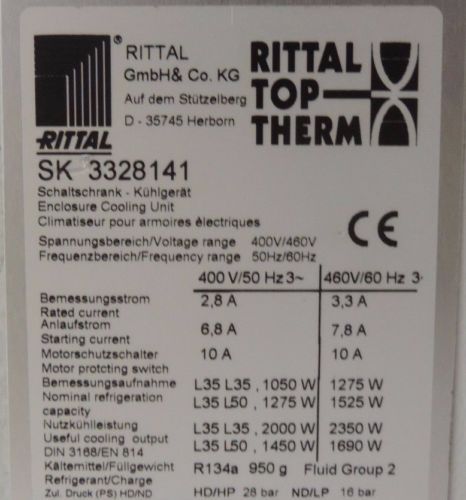 RITTAL
GmbH& Co. KG
Auf dem Stützelberg
D - 35745 Herborn
RITTAL
RITTAL
TOP
THERM
SK 3328141
Schaltschrank - Kühlgerät
Enclosure Cooling Unit
Climatiseur pour armoires èlectriques
CE
Spannungsbereich/Voltage range 400V/460V
Frequenzbereich/Frequency range 50Hz/60Hz
400 V/50 Hz 3~ 460V/60 Hz 3
Bemessungsstrom 2,8 A 3,3 A
Rated current
Anlaufstrom 6,8 A 7,8 A
Starting current
Motorschutzschalter 10 A 10 A
Motor protcting switch
Bemessungsaufnahme L35 L35 , 1050 W 1275 W
Nominal refrigeration L35 L50 , 1275 W 1525 W
capacity
Nutzkühlleistung L35 L35 , 2000 W 2350 W
Useful cooling output L35 L50 , 1450 W 1690 W
DIN 3168/EN 814
Kältemittel/Füllgewicht R134a 950 g Fluid Group 2
Refrigerant/Charge
Zul. Druck (PS) HD/ND HD/HP 28 bar ND/LP 16 bar